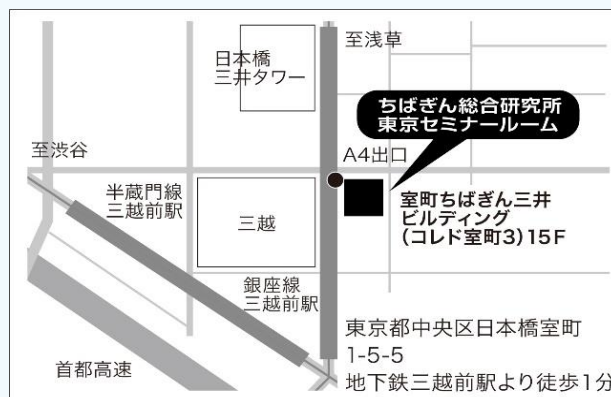 至浅草
日本橋
三井タワー
ちばぎん総合研究所
東京セミナールーム
至渋谷
A4出口
半蔵門線
三越前駅
三越
室町ちばぎん三井
ビルディング
(コレド室町3)15F
銀座線
三越前駅
東京都中央区日本橋室町
1-5-5
地下鉄三越前駅より徒歩1分
首都高速